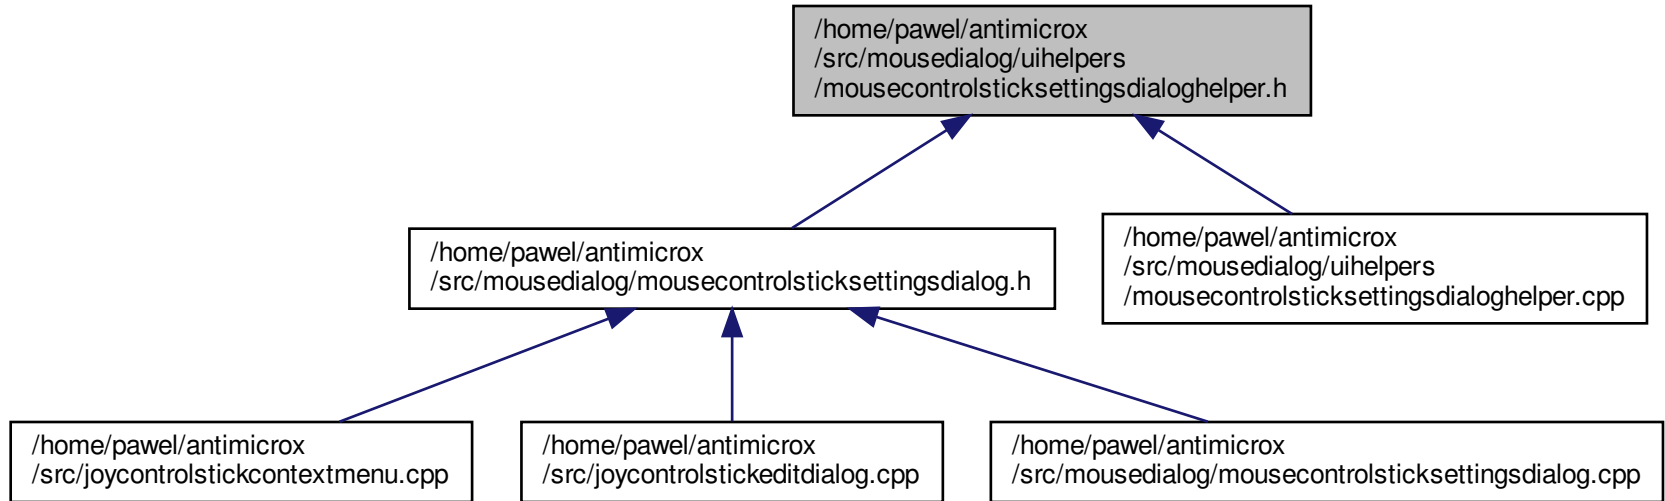 /home/pawel/antimicrox
/src/mousedialog/uihelpers
/mousecontrolsticksettingsdialoghelper.h
/home/pawel/antimicrox
/src/mousedialog/mousecontrolsticksettingsdialog.h
/home/pawel/antimicrox
/src/mousedialog/uihelpers
/mousecontrolsticksettingsdialoghelper.cpp
/home/pawel/antimicrox
/src/joycontrolstickcontextmenu.cpp
/home/pawel/antimicrox
/src/joycontrolstickeditdialog.cpp
/home/pawel/antimicrox
/src/mousedialog/mousecontrolsticksettingsdialog.cpp